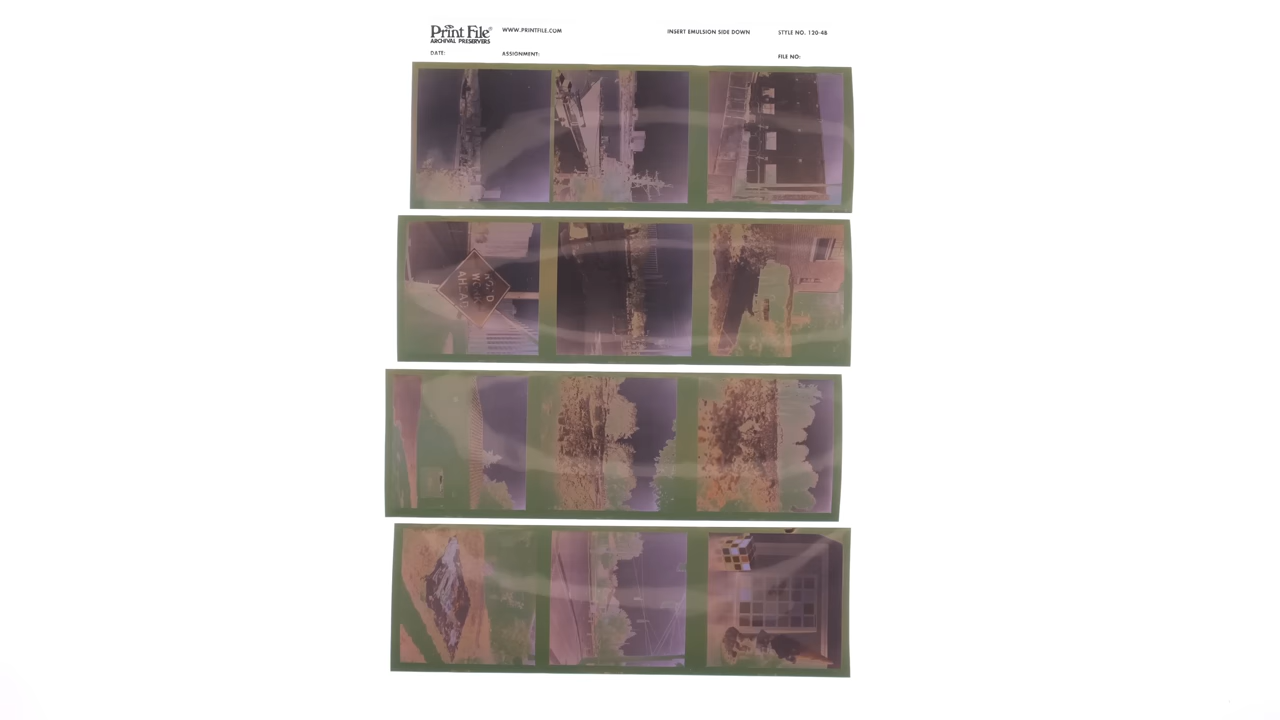 Print File®
ARCHIVAL PRESERVERS
WWW.PRINTFILE.COM
INSERT EMULSION SIDE DOWN
STYLE NO. 120-4B
DATE:
ASSIGNMENT:
FILE NO:
AHEAD